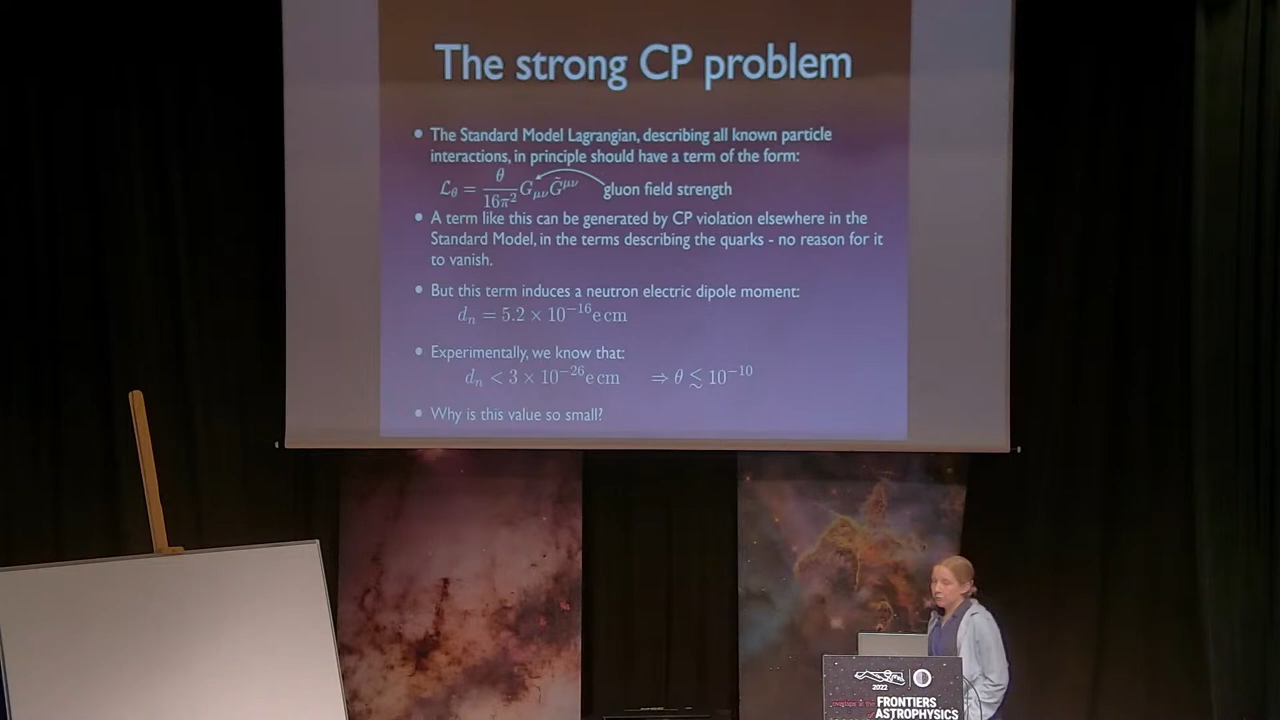 The strong CP problem
• The Standard Model Lagrangian, describing all known particle
interactions, in principle should have a term of the form:
ℒ_θ = θ/16π² G_μν G̃^μν gluon field strength
• A term like this can be generated by CP violation elsewhere in the
Standard Model, in the terms describing the quarks - no reason for it
to vanish.
• But this term induces a neutron electric dipole moment:
d_n = 5.2 × 10⁻¹⁶ e cm
• Experimentally, we know that:
d_n < 3 × 10⁻²⁶ e cm ⇒ θ ≲ 10⁻¹⁰
• Why is this value so small?
2022
at the FRONTIERS
of ASTROPHYSICS